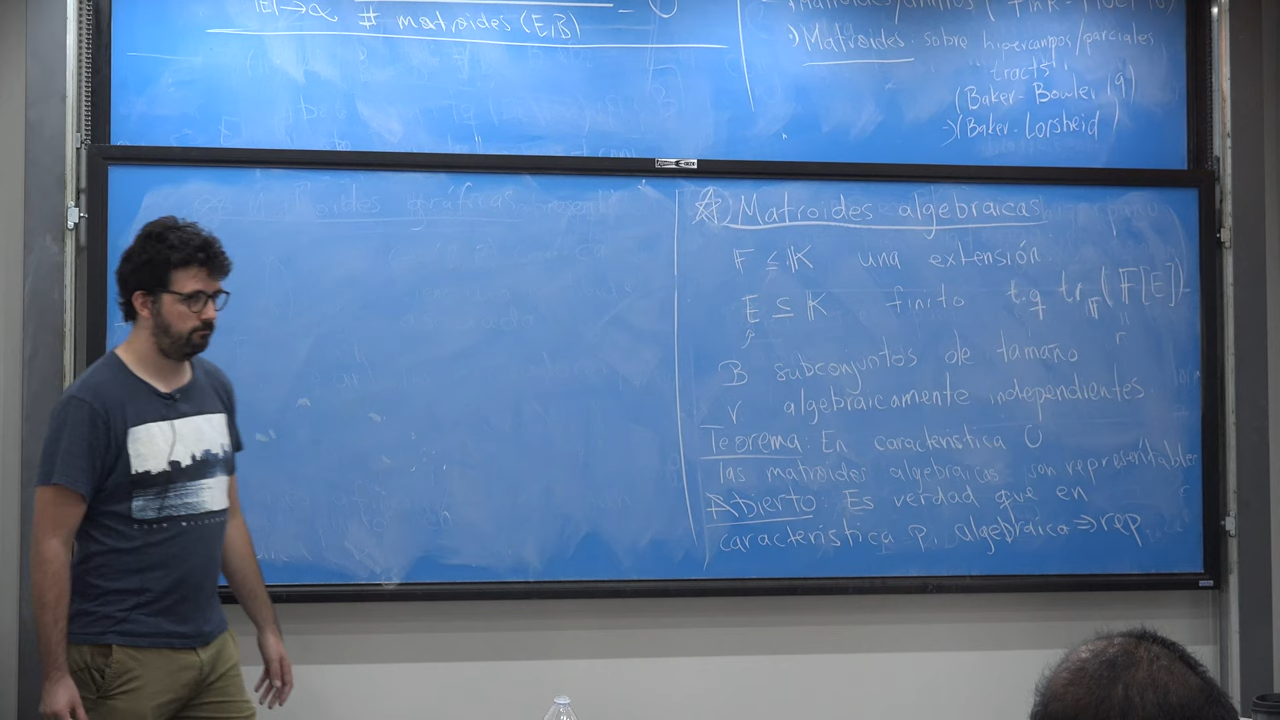 |E|→∞ # matroides (E,B) = 0
·) Matroides sobre hipercampos/parciales
"tracts"
(Baker-Bowler 19)
→(Baker-Lorsheid)
A) Matroides algebraicas
F ≤ K una extensión.
E ⊆ K finito t.q tr_F(F[E])
r
B subconjuntos de tamaño
r algebraicamente independientes
Teorema: En característica 0
las matroides algebraicas son representables
Abierto: Es verdad que en
característica p, algebraica ⇒ rep